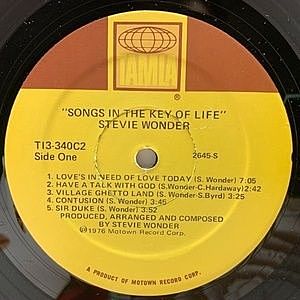 TAMLA
"SONGS IN THE KEY OF LIFE"
STEVIE WONDER
T13-340C2
Side One
2645-S
1 - LOVE'S IN NEED OF LOVE TODAY (S. Wonder) 7:05
2 - HAVE A TALK WITH GOD (S.Wonder-C.Hardaway)2:42
3 - VILLAGE GHETTO LAND (S. Wonder-S.Byrd) 3:25
4 - CONTUSION (S. Wonder) 3:45
5 - SIR DUKE (S. Wonder) 3:52
PRODUCED, ARRANGED AND COMPOSED
BY STEVIE WONDER
℗1976 Motown Record Corp.
A PRODUCT OF MOTOWN RECORD CORP.